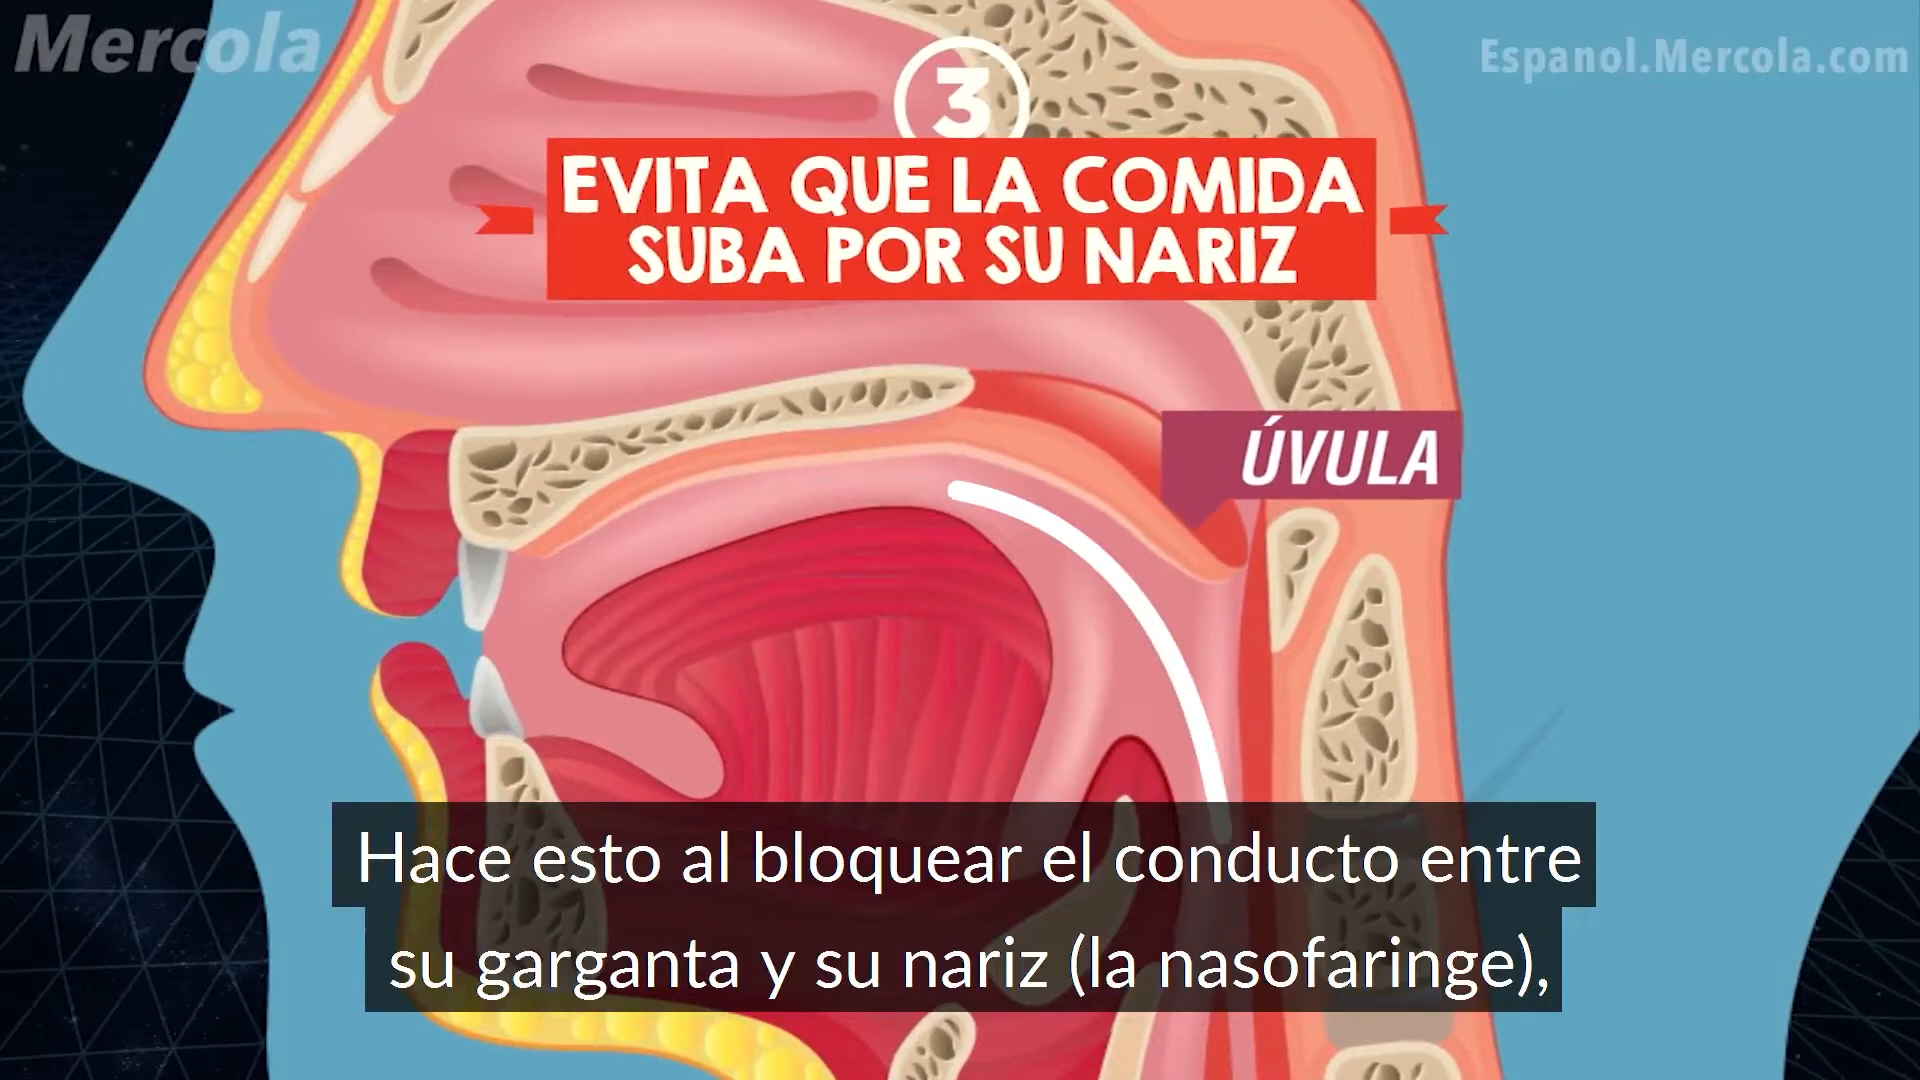 Mercola
Espanol.Mercola.com
3
EVITA QUE LA COMIDA
SUBA POR SU NARIZ
ÚVULA
Hace esto al bloquear el conducto entre
su garganta y su nariz (la nasofaringe),